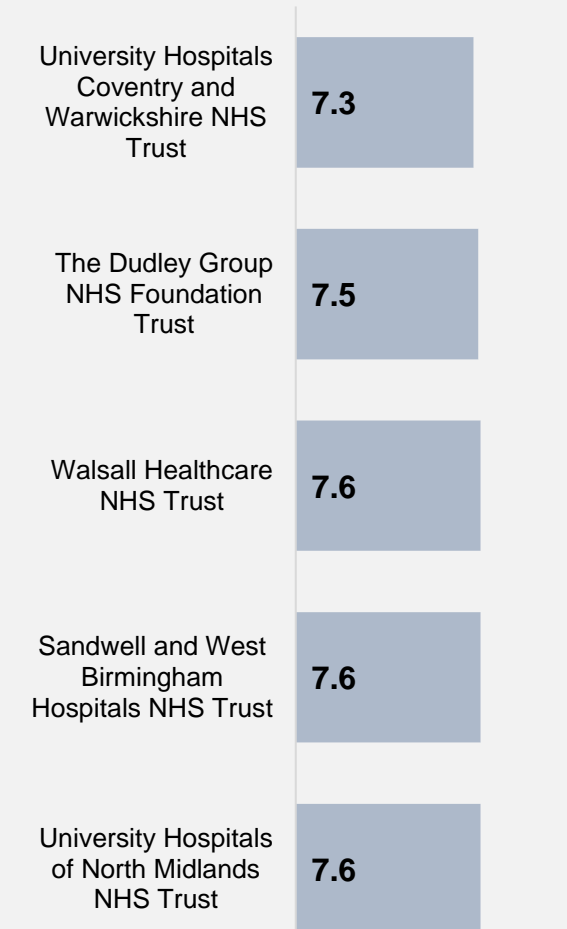 University Hospitals
Coventry and
Warwickshire NHS
Trust
7.3
The Dudley Group
NHS Foundation
Trust
7.5
Walsall Healthcare
NHS Trust
7.6
Sandwell and West
Birmingham
Hospitals NHS Trust
7.6
University Hospitals
of North Midlands
NHS Trust
7.6